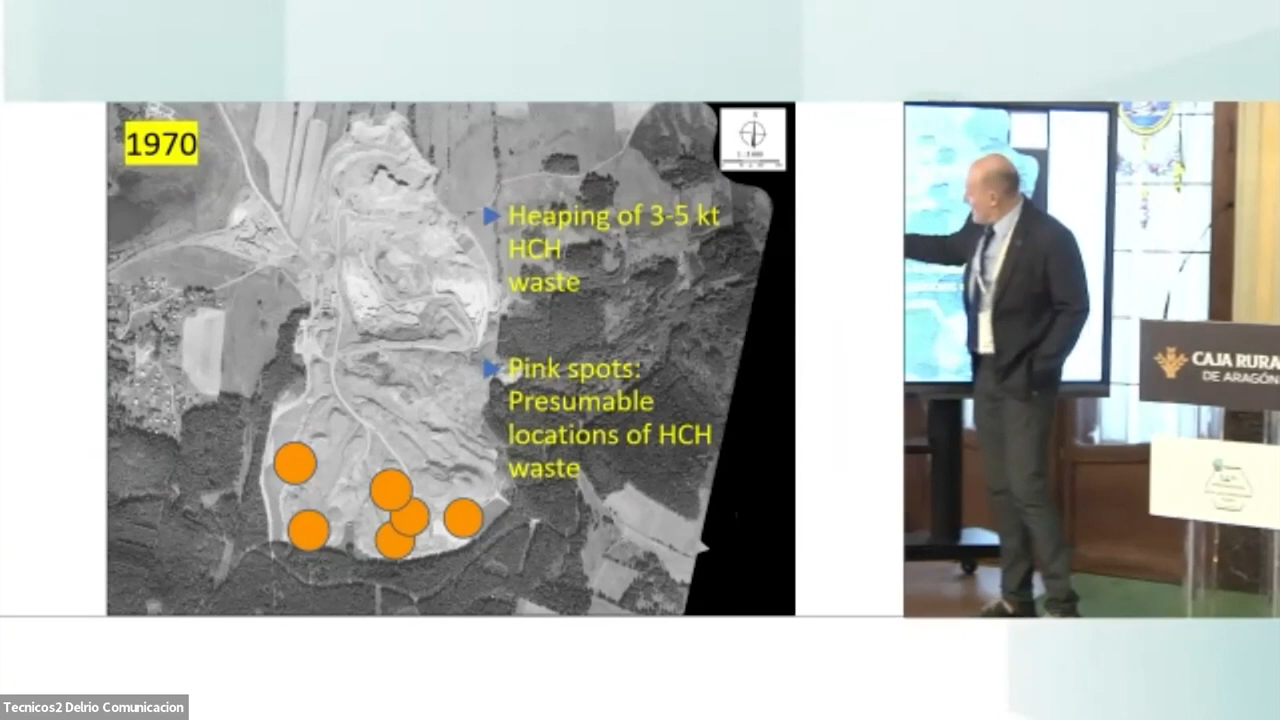 1970
Heaping of 3-5 kt
HCH
waste
Pink spots:
Presumable
locations of HCH
waste
CAJA RURA
DE ARAGÓN
Tecnicos2 Delrio Comunicacion